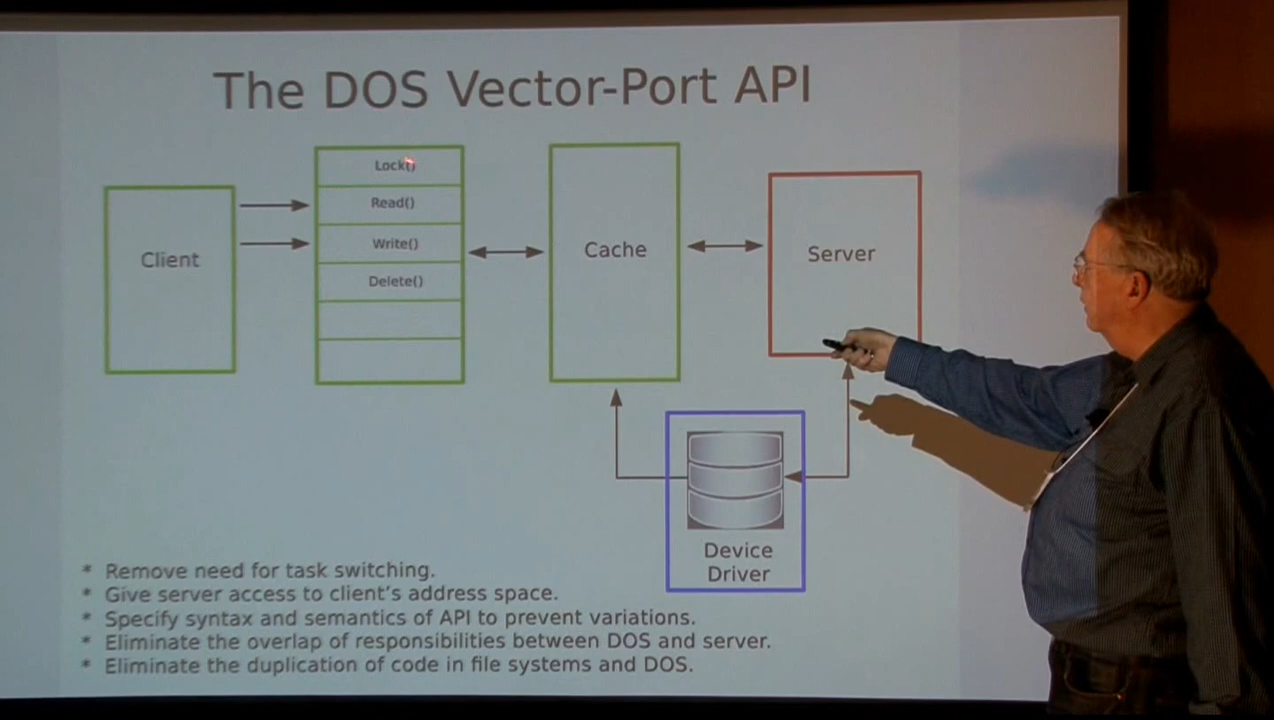 The DOS Vector-Port API
Lock()
Read()
Write()
Delete()
Client
Cache
Server
Device
Driver
* Remove need for task switching.
* Give server access to client's address space.
* Specify syntax and semantics of API to prevent variations.
* Eliminate the overlap of responsibilities between DOS and server.
* Eliminate the duplication of code in file systems and DOS.